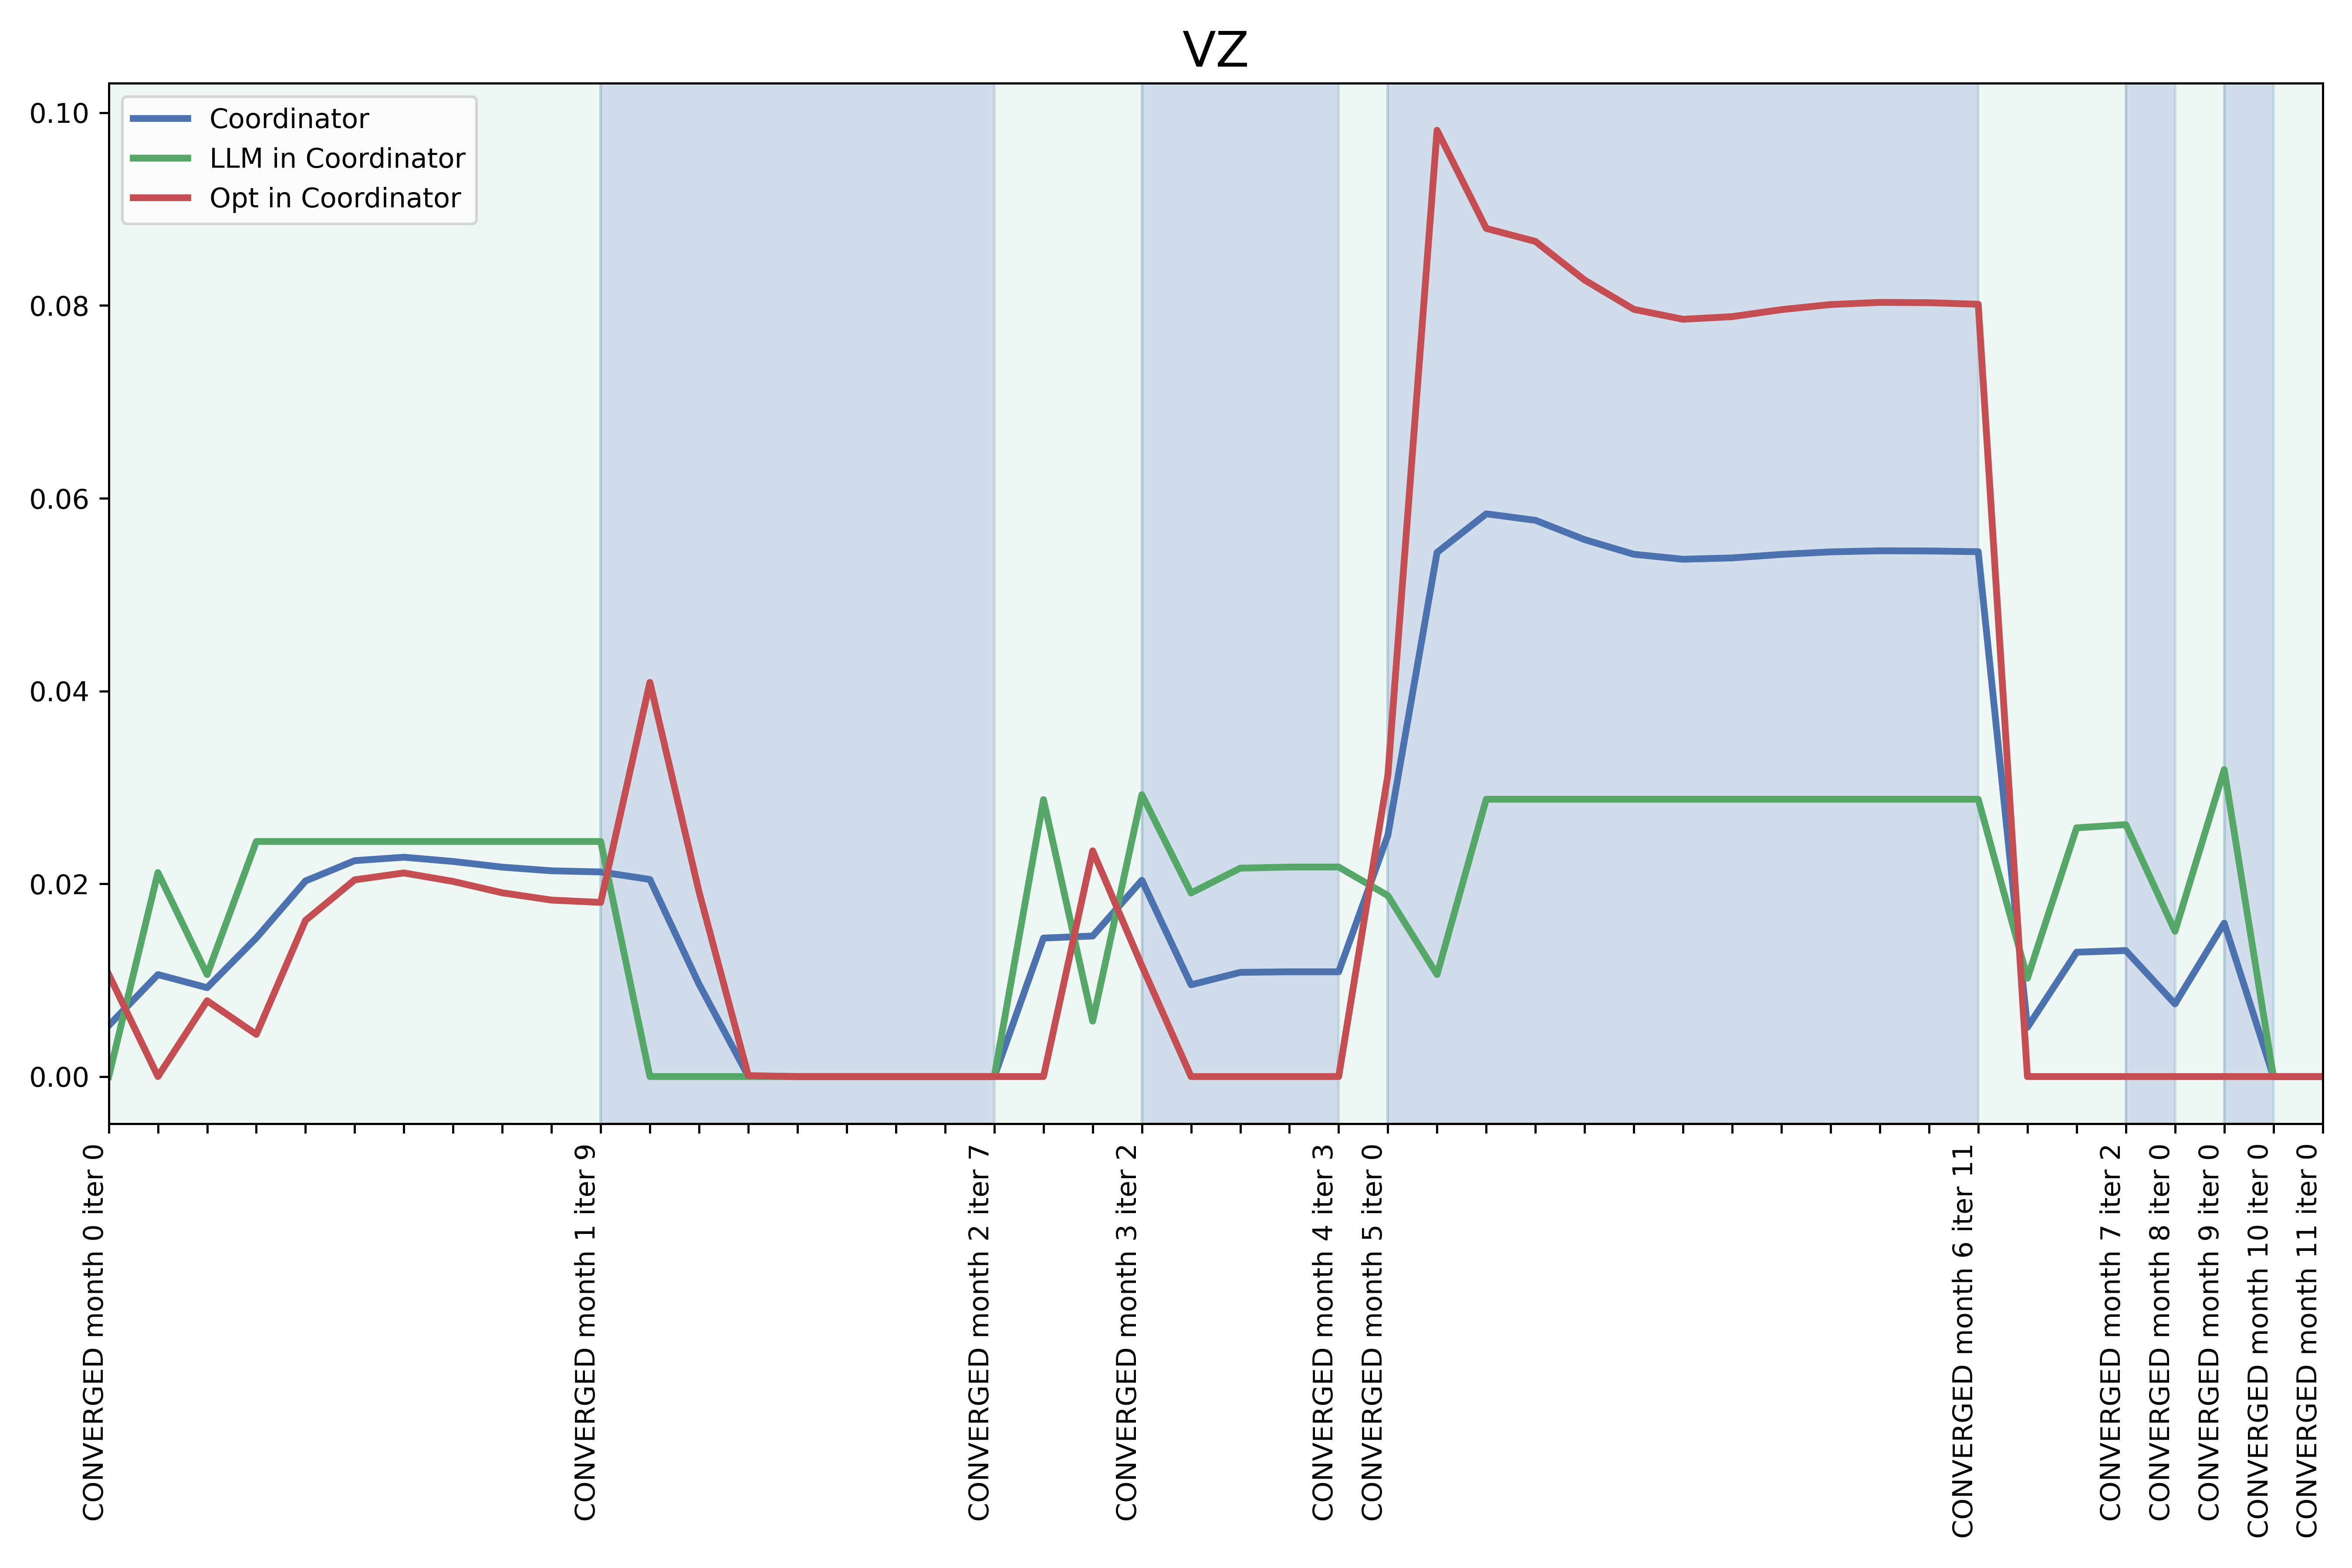 VZ
Coordinator
LLM in Coordinator
Opt in Coordinator
0.10
0.08
0.06
0.04
0.02
0.00
CONVERGED month 0 iter 0
CONVERGED month 1 iter 9
CONVERGED month 2 iter 7
CONVERGED month 3 iter 2
CONVERGED month 4 iter 3
CONVERGED month 5 iter 0
CONVERGED month 6 iter 11
CONVERGED month 7 iter 2
CONVERGED month 8 iter 0
CONVERGED month 9 iter 0
CONVERGED month 10 iter 0
CONVERGED month 11 iter 0